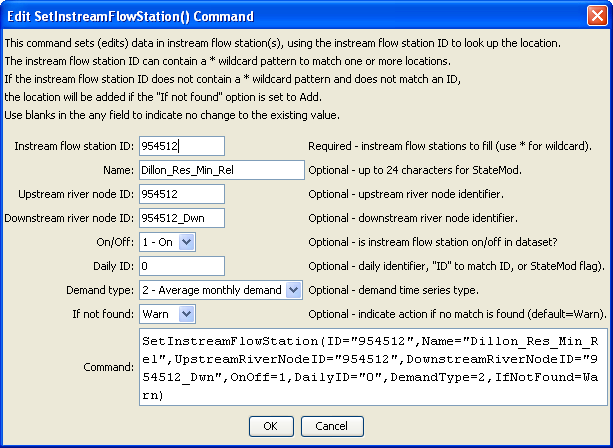 Edit SetInstreamFlowStation() Command
This command sets (edits) data in instream flow station(s), using the instream flow station ID to look up the location.
The instream flow station ID can contain a * wildcard pattern to match one or more locations.
If the instream flow station ID does not contain a * wildcard pattern and does not match an ID,
the location will be added if the "If not found" option is set to Add.
Use blanks in the any field to indicate no change to the existing value.
Instream flow station ID: 954512 Required - instream flow stations to fill (use * for wildcard).
Name: Dillon_Res_Min_Rel Optional - up to 24 characters for StateMod.
Upstream river node ID: 954512 Optional - upstream river node identifier.
Downstream river node ID: 954512_Dwn Optional - downstream river node identifier.
On/Off: 1 - On Optional - is instream flow station on/off in dataset?
Daily ID: 0 Optional - daily identifier, "ID" to match ID, or StateMod flag).
Demand type: 2 - Average monthly demand Optional - demand time series type.
If not found: Warn Optional - indicate action if no match is found (default=Warn).
Command: SetInstreamFlowStation(ID="954512",Name="Dillon_Res_Min_R
el",UpstreamRiverNodeID="954512",DownstreamRiverNodeID="9
54512_Dwn",OnOff=1,DailyID="0",DemandType=2,IfNotFound=Wa
rn)
OK Cancel